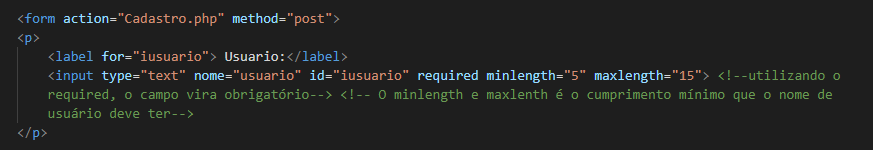 <form action="Cadastro.php" method="post">
<p>
<label for="iusuario"> Usuario:</label>
<input type="text" nome="usuario" id="iusuario" required minlength="5" maxlength="15"> <!--utilizando o
required, o campo vira obrigatório--> <!-- O minlength e maxlenth é o cumprimento mínimo que o nome de
usuário deve ter-->
</p>